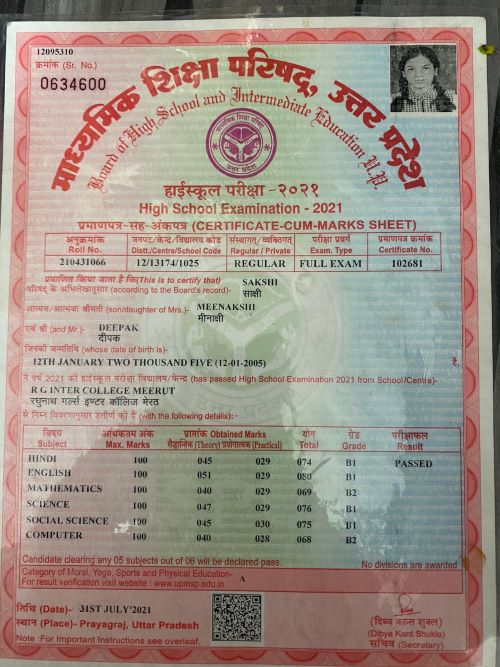 12095310
क्रमांक (Sr. No.)
0634600
माध्यमिक शिक्षा परिषद्, उत्तर प्रदेश
Board of High School and Intermediate Education U.P.
माध्यमिक शिक्षा परिषद्
उत्तर प्रदेश
हाईस्कूल परीक्षा -२०२१
High School Examination - 2021
प्रमाणपत्र-सह-अंकपत्र (CERTIFICATE-CUM-MARKS SHEET)
अनुक्रमांक जनपद/केन्द्र/विद्यालय कोड संस्थागत/ व्यक्तिगत परीक्षा प्रवर्ग प्रमाणपत्र क्रमांक
Roll No. Distt./Centre/School Code Regular / Private Exam. Type Certificate No.
210431066 12/13174/1025 REGULAR FULL EXAM 102681
प्रमाणित किया जाता है कि(This is to certify that) SAKSHI
परिषद् के अभिलेखानुसार (according to the Board's record)- साक्षी
आत्मज/आत्मजा श्रीमती (son/daughter of Mrs.)- MEENAKSHI
मीनाक्षी
एवं श्री (and Mr.)- DEEPAK
दीपक
जिनकी जन्मतिथि (whose date of birth is)-
12TH JANUARY TWO THOUSAND FIVE (12-01-2005) है,
ने वर्ष 2021 की हाईस्कूल परीक्षा विद्यालय/केन्द्र (has passed High School Examination 2021 from School/Centre)-
R G INTER COLLEGE MEERUT
रघुनाथ गर्ल्स इण्टर कॉलिज मेरठ
से निम्न विवरणानुसार उत्तीर्ण की है (with the following details):-
विषय अधिकतम अंक प्राप्तांक Obtained Marks योग ग्रेड परीक्षाफल
Subject Max. Marks सैद्धान्तिक (Theory) प्रयोगात्मक (Practical) Total Grade Result
HINDI 100 045 029 074 B1 PASSED
ENGLISH 100 051 029 080 B1
MATHEMATICS 100 040 029 069 B2
SCIENCE 100 047 029 076 B1
SOCIAL SCIENCE 100 045 030 075 B1
COMPUTER 100 040 028 068 B2
Candidate clearing any 05 subjects out of 06 will be declared pass. No divisions are awarded
Category of Moral, Yoga, Sports and Physical Education- A
For result verification visit website : www.upmsp.edu.in
तिथि (Date)- 31ST JULY'2021
स्थान (Place)- Prayagraj, Uttar Pradesh
Note :For Important Instructions see overleaf.
(दिव्य कान्त शुक्ल)
(Dibya Kant Shukla)
सचिव (Secretary)